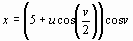 x = (5 + u cos(v/2)) cos v